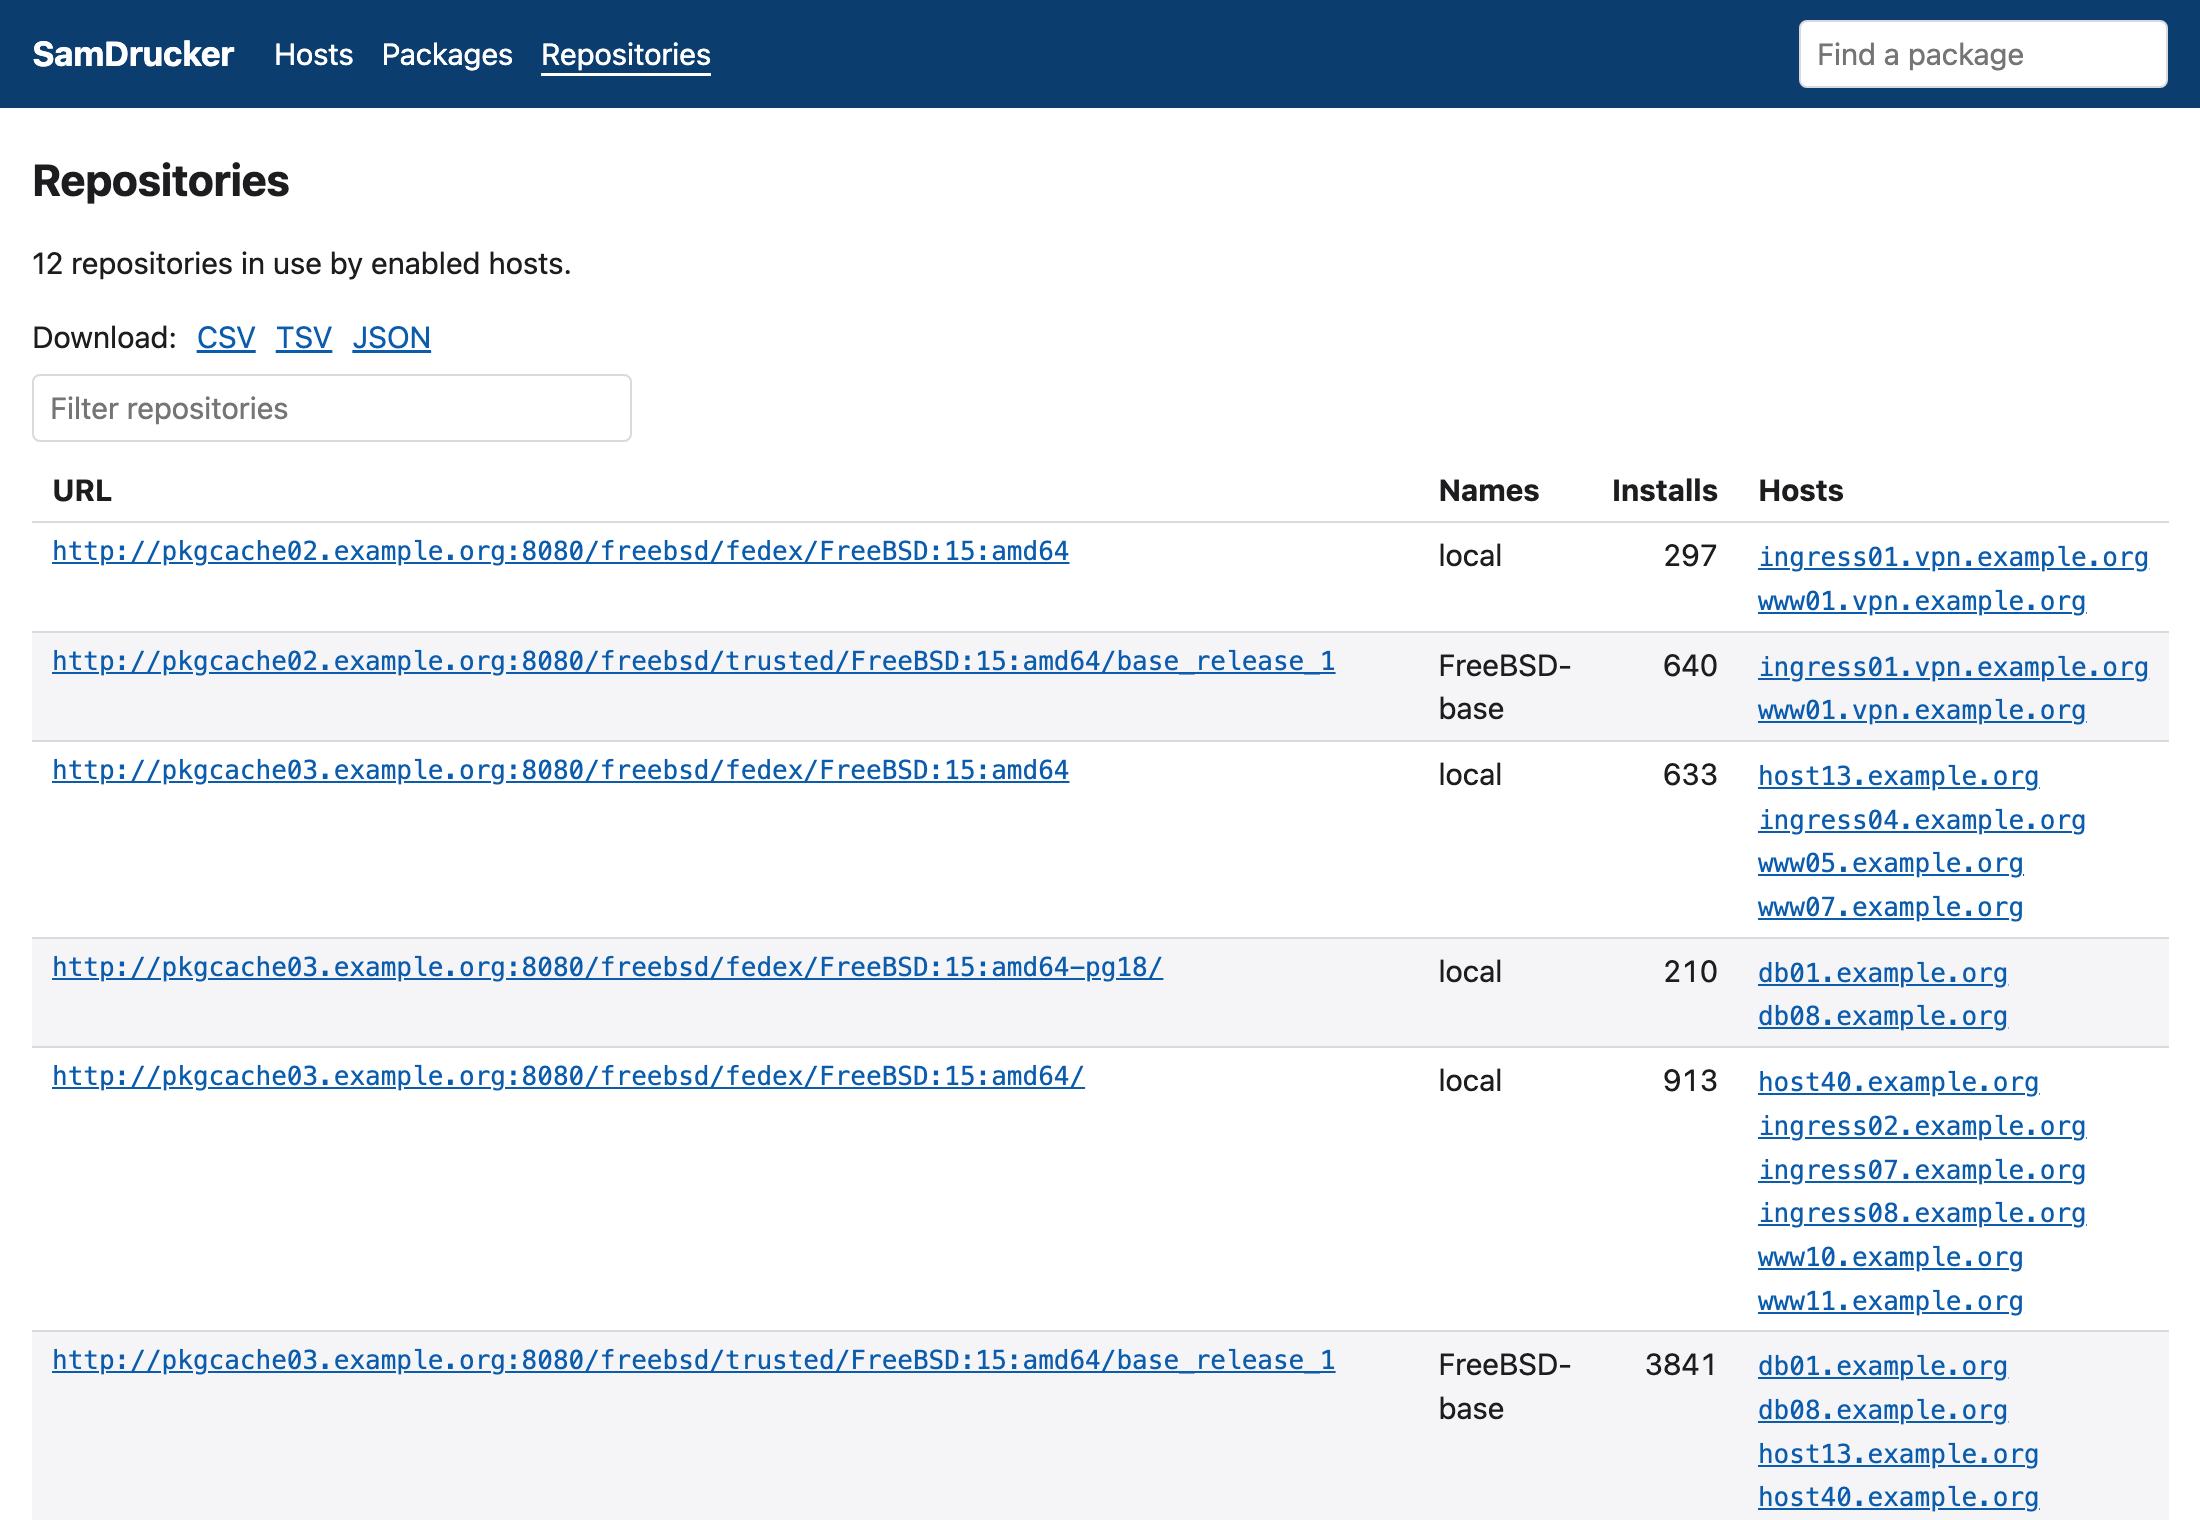 SamDrucker Hosts Packages Repositories Find a package
Repositories
12 repositories in use by enabled hosts.
Download: CSV TSV JSON
Filter repositories
URL Names Installs Hosts
http://pkgcache02.example.org:8080/freebsd/fedex/FreeBSD:15:amd64 local 297 ingress01.vpn.example.org
www01.vpn.example.org
http://pkgcache02.example.org:8080/freebsd/trusted/FreeBSD:15:amd64/base_release_1 FreeBSD- 640 ingress01.vpn.example.org
base www01.vpn.example.org
http://pkgcache03.example.org:8080/freebsd/fedex/FreeBSD:15:amd64 local 633 host13.example.org
ingress04.example.org
www05.example.org
www07.example.org
http://pkgcache03.example.org:8080/freebsd/fedex/FreeBSD:15:amd64-pg18/ local 210 db01.example.org
db08.example.org
http://pkgcache03.example.org:8080/freebsd/fedex/FreeBSD:15:amd64/ local 913 host40.example.org
ingress02.example.org
ingress07.example.org
ingress08.example.org
www10.example.org
www11.example.org
http://pkgcache03.example.org:8080/freebsd/trusted/FreeBSD:15:amd64/base_release_1 FreeBSD- 3841 db01.example.org
base db08.example.org
host13.example.org
host40.example.org